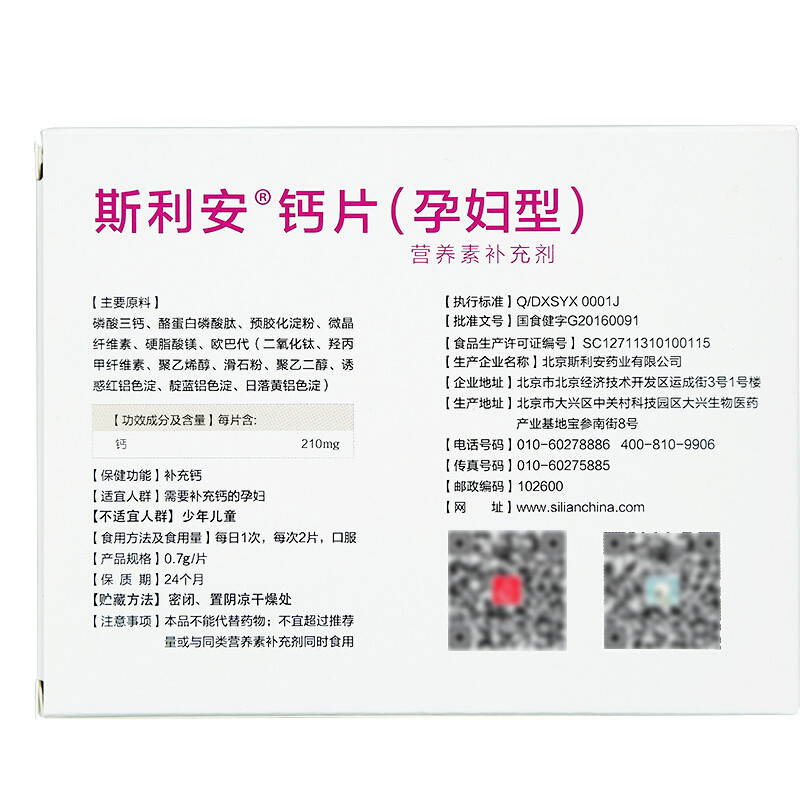 斯利安®钙片(孕妇型)
营养素补充剂
【主要原料】
磷酸三钙、酪蛋白磷酸肽、预胶化淀粉、微晶
纤维素、硬脂酸镁、欧巴代(二氧化钛、羟丙
甲纤维素、聚乙烯醇、滑石粉、聚乙二醇、诱
惑红铝色淀、靛蓝铝色淀、日落黄铝色淀)
【功效成分及含量】每片含:
钙 210mg
【保健功能】补充钙
【适宜人群】需要补充钙的孕妇
【不适宜人群】少年儿童
【食用方法及食用量】每日1次,每次2片,口服
【产品规格】0.7g/片
【保 质 期】24个月
【贮藏方法】密闭、置阴凉干燥处
【注意事项】本品不能代替药物;不宜超过推荐
量或与同类营养素补充剂同时食用
【执行标准】Q/DXSYX 0001J
【批准文号】国食健字G20160091
【食品生产许可证编号】SC12711310100115
【生产企业名称】北京斯利安药业有限公司
【企业地址】北京市北京经济技术开发区运成街3号1号楼
【生产地址】北京市大兴区中关村科技园区大兴生物医药
产业基地宝参南街8号
【电话号码】010-60278886 400-810-9906
【传真号码】010-60275885
【邮政编码】102600
【网 址】www.silianchina.com